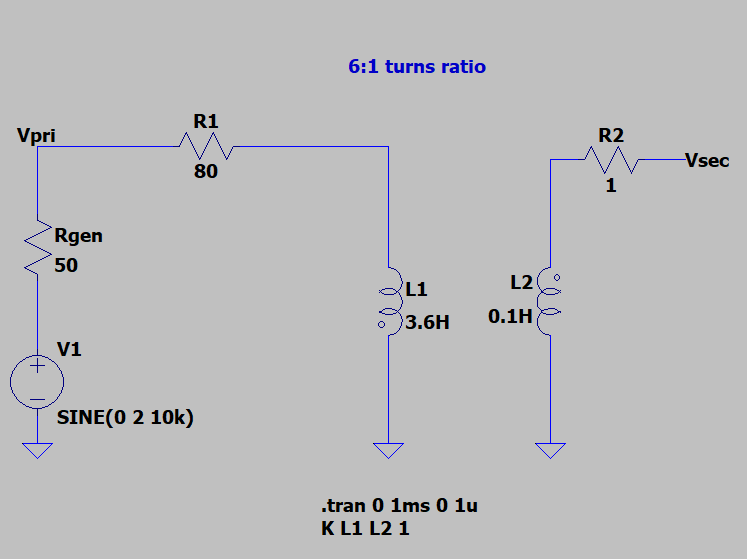 6:1 turns ratio
Vpri
R1
80
R2
1
Vsec
Rgen
50
L1
3.6H
L2
0.1H
V1
SINE(0 2 10k)
.tran 0 1ms 0 1u
K L1 L2 1